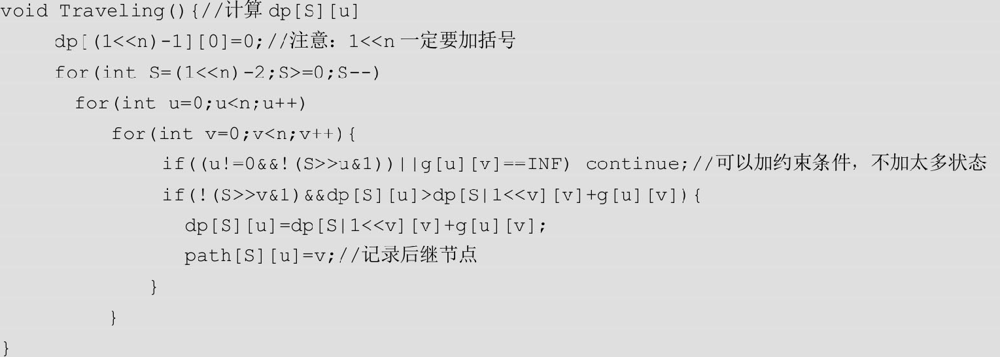 void Traveling(){//计算 dp[S][u]
dp[(1<<n)-1][0]=0;//注意：1<<n 一定要加括号
for(int S=(1<<n)-2;S>=0;S--)
for(int u=0;u<n;u++)
for(int v=0;v<n;v++){
if((u!=0&&!(S>>u&1))||g[u][v]==INF) continue;//可以加约束条件，不加太多状态
if(!(S>>v&1)&&dp[S][u]>dp[S|1<<v][v]+g[u][v]){
dp[S][u]=dp[S|1<<v][v]+g[u][v];
path[S][u]=v;//记录后继节点
}
}
}